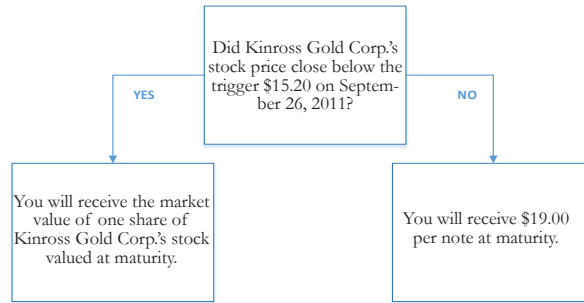 Did Kinross Gold Corp.'s
stock price close below the
trigger $15.20 on Septem-
ber 26, 2011?
YES
NO
You will receive the market
value of one share of
Kinross Gold Corp.'s stock
valued at maturity.
You will receive $19.00
per note at maturity.